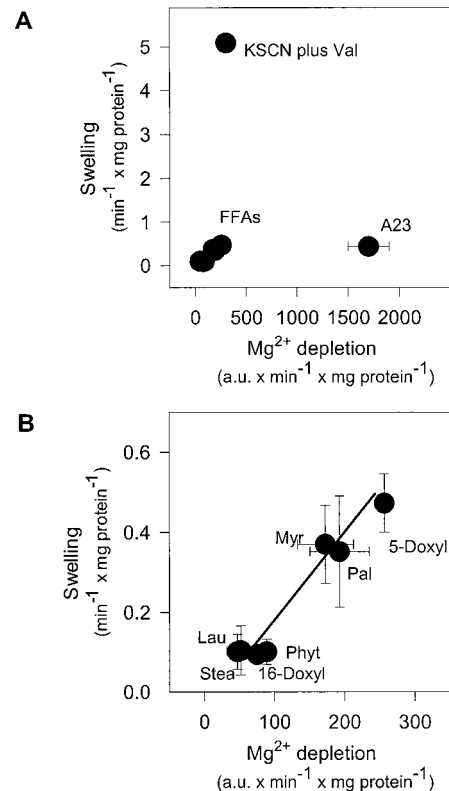 A
Swelling
(min⁻¹ x mg protein⁻¹)
6
5
4
3
2
1
0
KSCN plus Val
FFAs
A23
0 500 1000 1500 2000
Mg²⁺ depletion
(a.u. x min⁻¹ x mg protein⁻¹)
B
Swelling
(min⁻¹ x mg protein⁻¹)
0.6
0.4
0.2
0.0
Myr
5-Doxyl
Pal
Lau
Phyt
Stea
16-Doxyl
0 100 200 300
Mg²⁺ depletion
(a.u. x min⁻¹ x mg protein⁻¹)